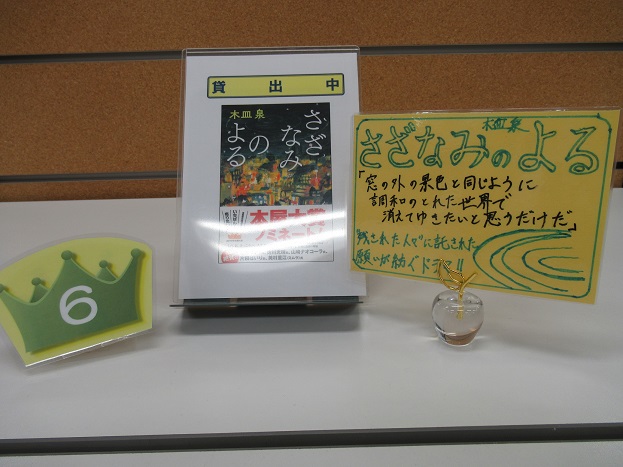 貸出中
木皿 泉
さざなみ
のよる
本屋大賞
ノミネート!
6
木皿 泉
さざなみのよる
「窓の外の景色と同じように
調和のとれた世界で
消えてゆきたいと思うだけだ」
残された人々に託された
願いが紡ぐドラマ!!